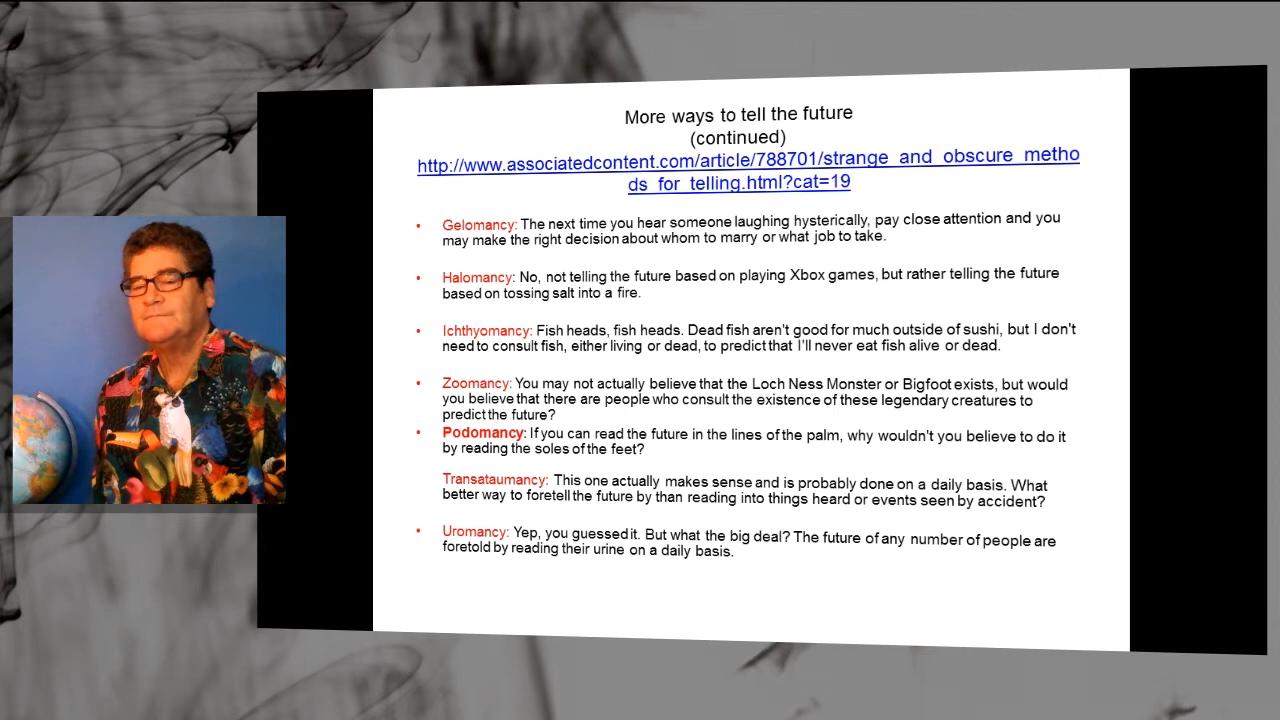 More ways to tell the future
(continued)
http://www.associatedcontent.com/article/788701/strange_and_obscure_metho
ds_for_telling.html?cat=19
• Gelomancy: The next time you hear someone laughing hysterically, pay close attention and you
may make the right decision about whom to marry or what job to take.
• Halomancy: No, not telling the future based on playing Xbox games, but rather telling the future
based on tossing salt into a fire.
• Ichthyomancy: Fish heads, fish heads. Dead fish aren't good for much outside of sushi, but I don't
need to consult fish, either living or dead, to predict that I'll never eat fish alive or dead.
• Zoomancy: You may not actually believe that the Loch Ness Monster or Bigfoot exists, but would
you believe that there are people who consult the existence of these legendary creatures to
predict the future?
• Podomancy: If you can read the future in the lines of the palm, why wouldn't you believe to do it
by reading the soles of the feet?
Transataumancy: This one actually makes sense and is probably done on a daily basis. What
better way to foretell the future by than reading into things heard or events seen by accident?
• Uromancy: Yep, you guessed it. But what the big deal? The future of any number of people are
foretold by reading their urine on a daily basis.